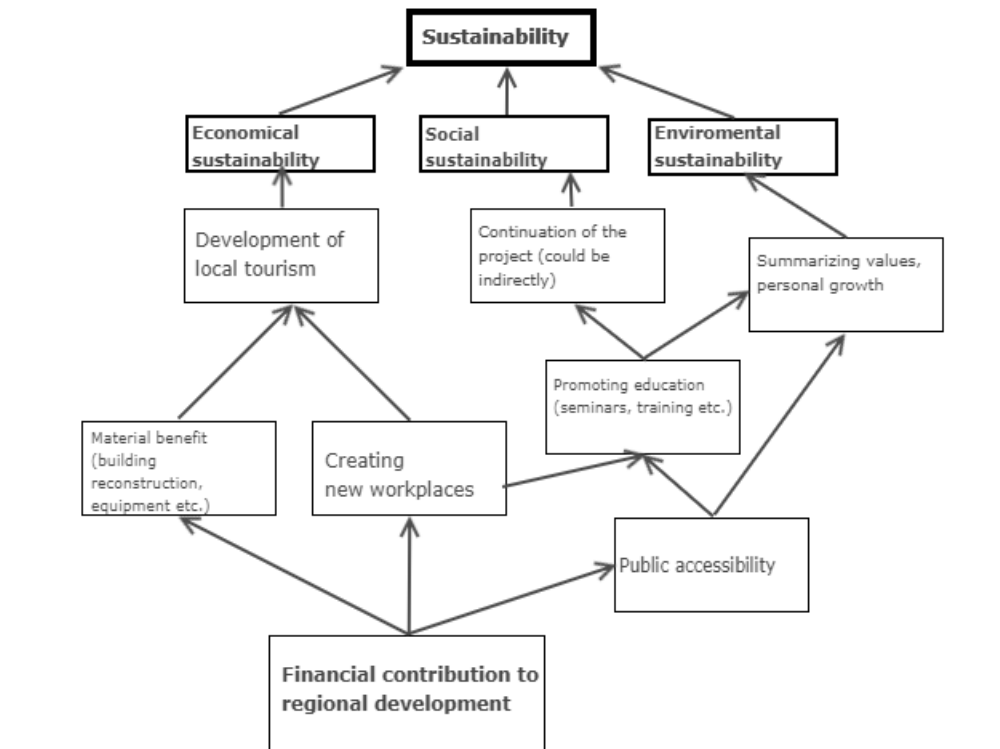 Sustainability
Economical
sustainability
Social
sustainability
Enviromental
sustainability
Development of
local tourism
Continuation of the
project (could be
indirectly)
Summarizing values,
personal growth
Promoting education
(seminars, training etc.)
Material benefit
(building
reconstruction,
equipment etc.)
Creating
new workplaces
Public accessibility
Financial contribution to
regional development